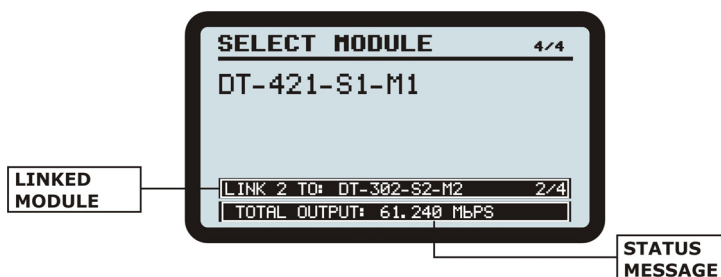 SELECT MODULE 4/4
DT-421-S1-M1
LINKED MODULE
LINK 2 TO: DT-302-S2-M2 2/4
TOTAL OUTPUT: 61.240 MbPS
STATUS MESSAGE